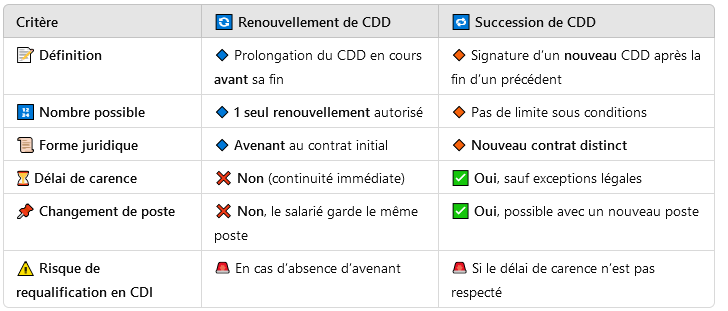 Critère
Renouvellement de CDD
Succession de CDD
Définition
Prolongation du CDD en cours
avant sa fin
Signature d'un nouveau CDD après la
fin d'un précédent
Nombre possible
1 seul renouvellement autorisé
Pas de limite sous conditions
Forme juridique
Avenant au contrat initial
Nouveau contrat distinct
Délai de carence
Non (continuité immédiate)
Oui, sauf exceptions légales
Changement de poste
Non, le salarié garde le même
poste
Oui, possible avec un nouveau poste
Risque de
requalification en CDI
En cas d'absence d'avenant
Si le délai de carence n'est pas
respecté